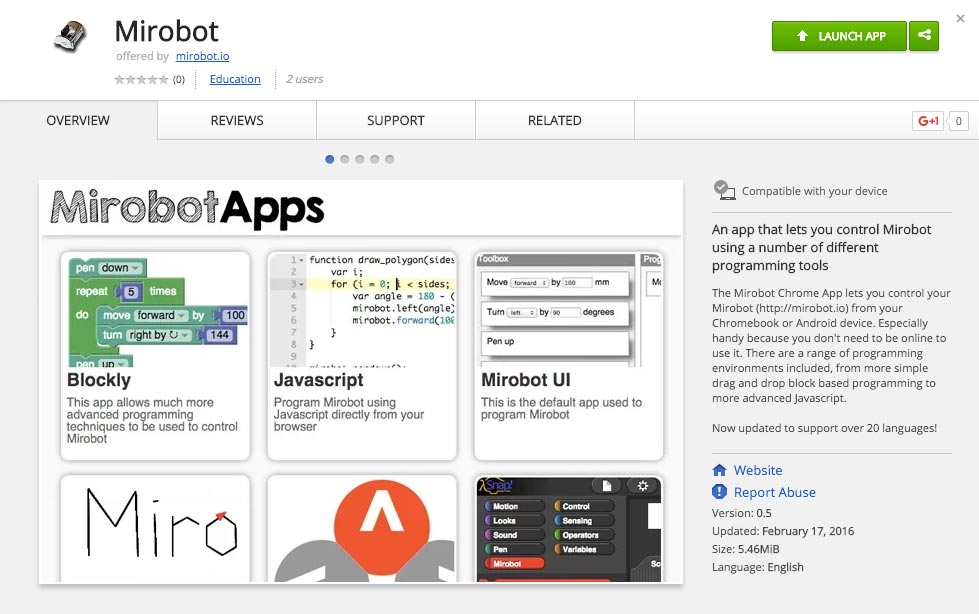 Mirobot
offered by mirobot.io
(0) Education 2 users
LAUNCH APP
OVERVIEW REVIEWS SUPPORT RELATED
G+1 0
MirobotApps
pen down
repeat 5 times
do move forward by 100
turn right by 144
pen up
Blockly
This app allows much more
advanced programming
techniques to be used to control
Mirobot
1 function draw_polygon(sides
2 var i;
3 for (i = 0; i < sides;
4 var angle = 180 - (
5 mirobot.left(angle)
6 mirobot.forward(100
7 }
8 }
9
Javascript
Program Mirobot using
Javascript directly from your
browser
Toolbox
Move forward by 100 mm
Turn left by 90 degrees
Pen up
Mirobot UI
This is the default app used to
program Mirobot
Miro
Snap!
Motion Control
Looks Sensing
Sound Operators
Pen Variables
Mirobot
Compatible with your device
An app that lets you control Mirobot
using a number of different
programming tools
The Mirobot Chrome App lets you control your
Mirobot (http://mirobot.io) from your
Chromebook or Android device. Especially
handy because you don't need to be online to
use it. There are a range of programming
environments included, from more simple
drag and drop block based programming to
more advanced Javascript.
Now updated to support over 20 languages!
Website
Report Abuse
Version: 0.5
Updated: February 17, 2016
Size: 5.46MiB
Language: English